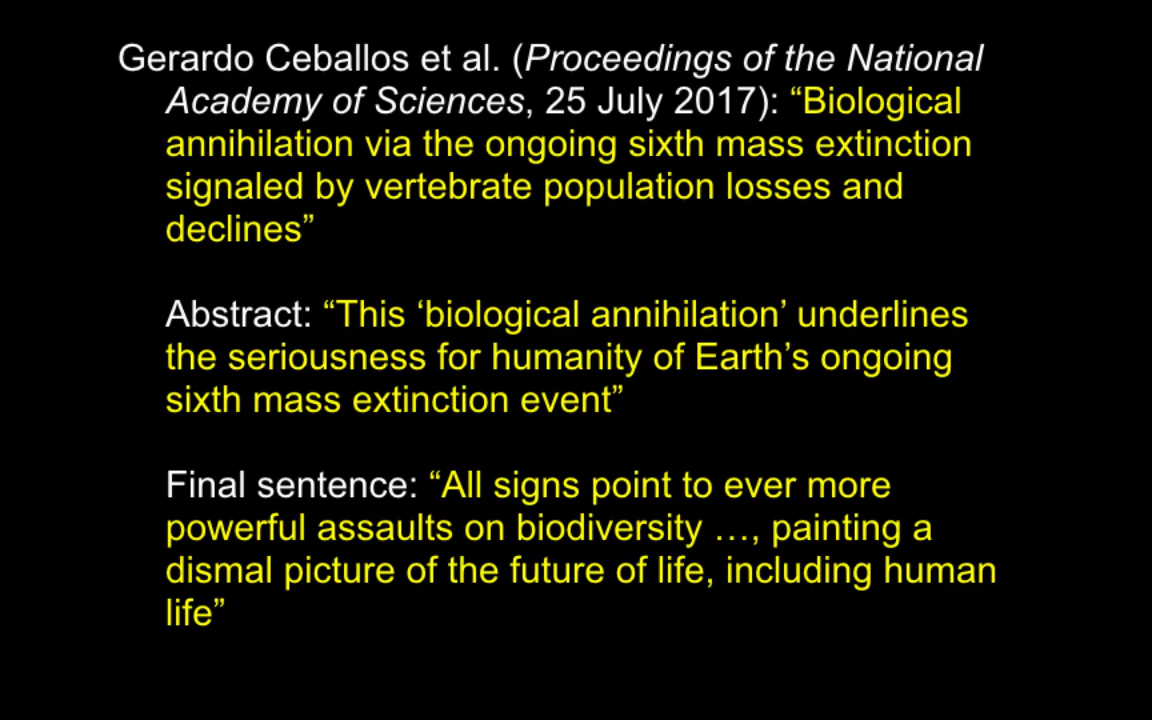 Gerardo Ceballos et al. (Proceedings of the National
Academy of Sciences, 25 July 2017): “Biological
annihilation via the ongoing sixth mass extinction
signaled by vertebrate population losses and
declines”
Abstract: “This ‘biological annihilation’ underlines
the seriousness for humanity of Earth’s ongoing
sixth mass extinction event”
Final sentence: “All signs point to ever more
powerful assaults on biodiversity …, painting a
dismal picture of the future of life, including human
life”